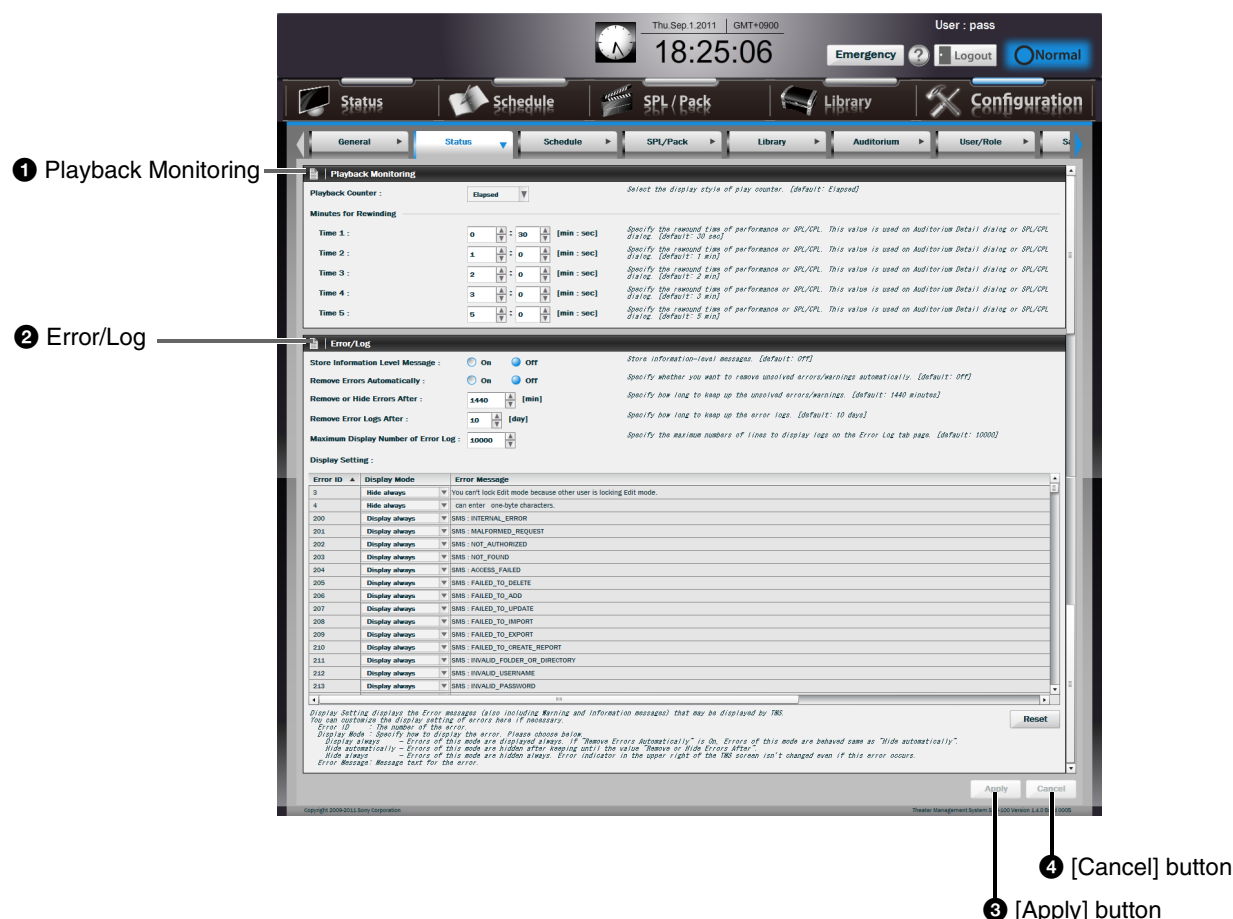 Thu.Sep.1.2011 GMT+0900
18:25:06
User : pass
Emergency ? Logout Normal
Status Schedule SPL / Pack Library Configuration
General Status Schedule SPL/Pack Library Auditorium User/Role
❶ Playback Monitoring
Playback Monitoring
Playback Counter : Elapsed Select the display style of play counter. [default: Elapsed]
Minutes for Rewinding
Time 1 : 0 : 30 [min : sec] Specify the rewound time of performance or SPL/CPL. This value is used on Auditorium Detail dialog or SPL/CPL
dialog. [default: 30 sec]
Time 2 : 1 : 0 [min : sec] Specify the rewound time of performance or SPL/CPL. This value is used on Auditorium Detail dialog or SPL/CPL
dialog. [default: 1 min]
Time 3 : 2 : 0 [min : sec] Specify the rewound time of performance or SPL/CPL. This value is used on Auditorium Detail dialog or SPL/CPL
dialog. [default: 2 min]
Time 4 : 3 : 0 [min : sec] Specify the rewound time of performance or SPL/CPL. This value is used on Auditorium Detail dialog or SPL/CPL
dialog. [default: 3 min]
Time 5 : 5 : 0 [min : sec] Specify the rewound time of performance or SPL/CPL. This value is used on Auditorium Detail dialog or SPL/CPL
dialog. [default: 5 min]
❷ Error/Log
Error/Log
Store Information Level Message : On Off Store information-level messages. [default: Off]
Remove Errors Automatically : On Off Specify whether you want to remove unsolved errors/warnings automatically. [default: Off]
Remove or Hide Errors After : 1440 [min] Specify how long to keep up the unsolved errors/warnings. [default: 1440 minutes]
Remove Error Logs After : 10 [day] Specify how long to keep up the error logs. [default: 10 days]
Maximum Display Number of Error Log : 10000 Specify the maximum numbers of lines to display logs on the Error Log tab page. [default: 10000]
Display Setting :
Error ID Display Mode Error Message
3 Hide always You can't lock Edit mode because other user is locking Edit mode.
4 Hide always can enter one-byte characters.
200 Display always SMS : INTERNAL_ERROR
201 Display always SMS : MALFORMED_REQUEST
202 Display always SMS : NOT_AUTHORIZED
203 Display always SMS : NOT_FOUND
204 Display always SMS : ACCESS_FAILED
205 Display always SMS : FAILED_TO_DELETE
206 Display always SMS : FAILED_TO_ADD
207 Display always SMS : FAILED_TO_UPDATE
208 Display always SMS : FAILED_TO_IMPORT
209 Display always SMS : FAILED_TO_EXPORT
210 Display always SMS : FAILED_TO_CREATE_REPORT
211 Display always SMS : INVALID_FOLDER_OR_DIRECTORY
212 Display always SMS : INVALID_USERNAME
213 Display always SMS : INVALID_PASSWORD
Display Setting displays the Error messages (also including Warning and Information messages) that may be displayed by TMS.
You can customize the display setting of errors here if necessary.
Error ID : The number of the error.
Display Mode : Specify how to display the error. Please choose below.
Display always – Errors of this mode are displayed always. If "Remove Errors Automatically" is On, Errors of this mode are behaved same as "Hide automatically".
Hide automatically – Errors of this mode are hidden after keeping until the value "Remove or Hide Errors After".
Hide always – Errors of this mode are hidden always. Error indicator in the upper right of the TMS screen isn't changed even if this error occurs.
Error Message: Message text for the error.
Reset
Apply Cancel
Copyright 2009-2011 Sony Corporation Theater Management System Version 1.4.0
❹ [Cancel] button
❸ [Apply] button